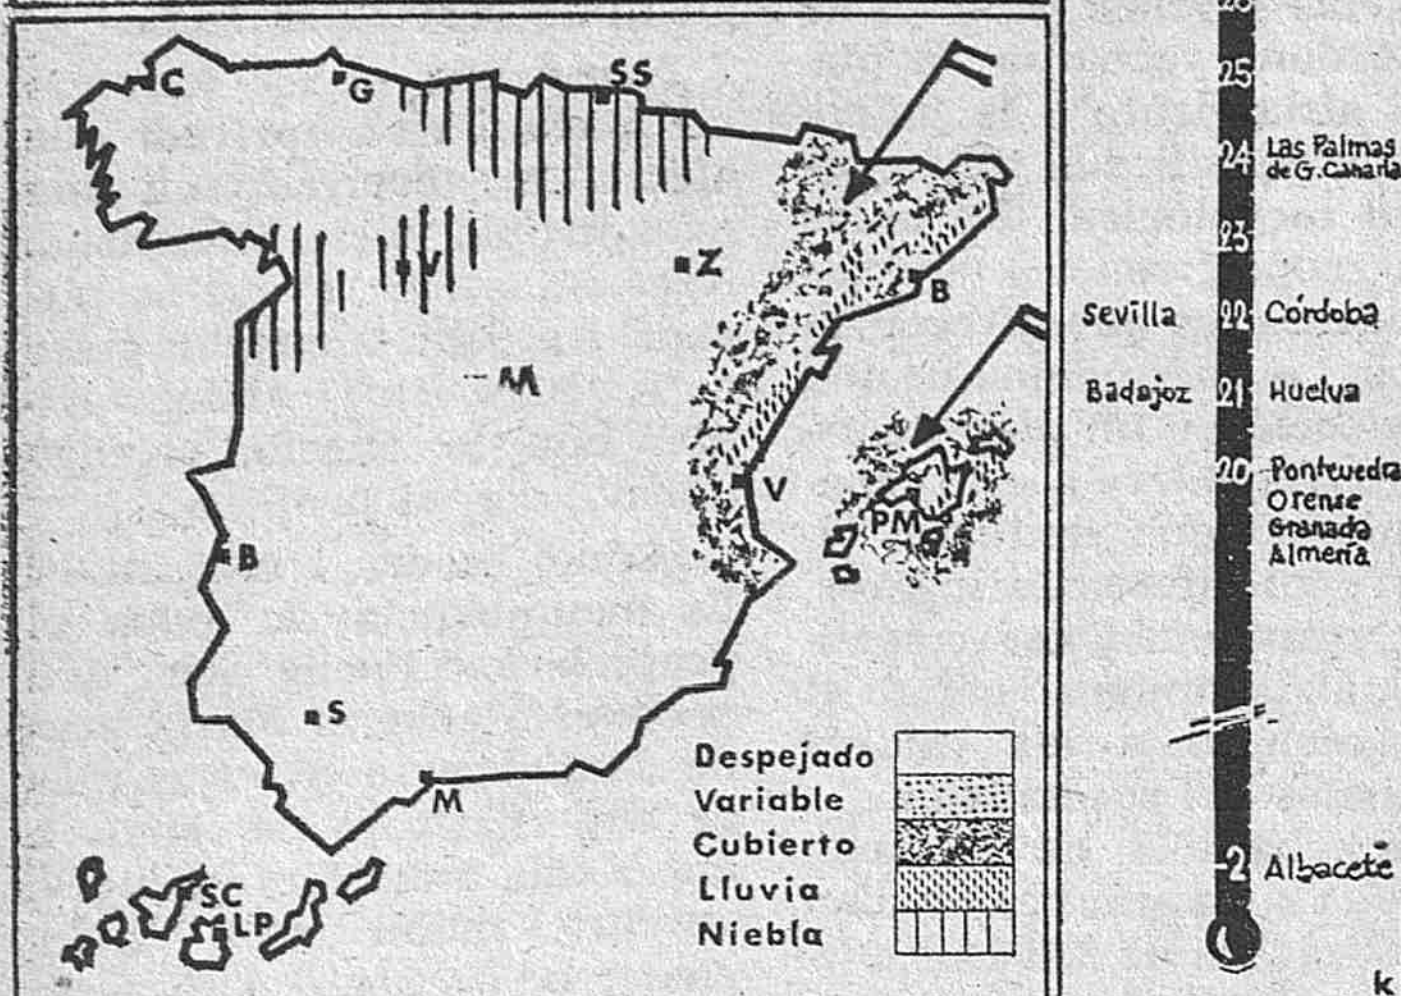 C
G
SS
V
Z
B
M
V
PM
B
S
M
SC
LP
Despejado
Variable
Cubierto
Lluvia
Niebla
25
24 Las Palmas
de G. Canaria
23
Sevilla 22 Córdoba
Badajoz 21 Huelva
20 Pontevedra
Orense
Granada
Almería
-2 Albacete
k